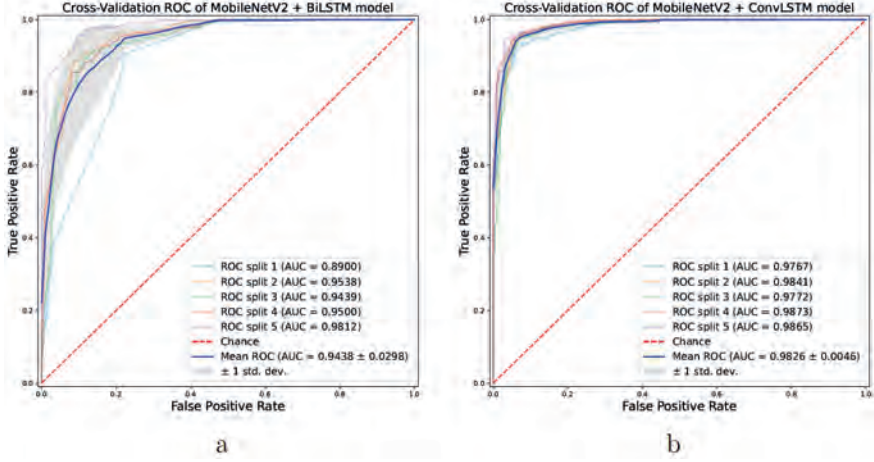 Cross-Validation ROC of MobileNetV2 + BiLSTM model
1.0
0.8
0.6
0.4
0.2
0.0
True Positive Rate
ROC split 1 (AUC = 0.8900)
ROC split 2 (AUC = 0.9538)
ROC split 3 (AUC = 0.9439)
ROC split 4 (AUC = 0.9500)
ROC split 5 (AUC = 0.9812)
Chance
Mean ROC (AUC = 0.9438 ± 0.0298)
± 1 std. dev.
0.0 0.2 0.4 0.6 0.8 1.0
False Positive Rate
a
Cross-Validation ROC of MobileNetV2 + ConvLSTM model
1.0
0.8
0.6
0.4
0.2
0.0
True Positive Rate
ROC split 1 (AUC = 0.9767)
ROC split 2 (AUC = 0.9841)
ROC split 3 (AUC = 0.9772)
ROC split 4 (AUC = 0.9873)
ROC split 5 (AUC = 0.9865)
Chance
Mean ROC (AUC = 0.9826 ± 0.0046)
± 1 std. dev.
0.0 0.2 0.4 0.6 0.8 1.0
False Positive Rate
b